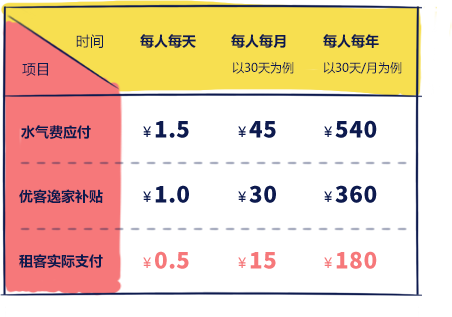 时间 每人每天 每人每月 每人每年
项目 以30天为例 以30天/月为例
水气费应付 ¥1.5 ¥45 ¥540
优客逸家补贴 ¥1.0 ¥30 ¥360
租客实际支付 ¥0.5 ¥15 ¥180